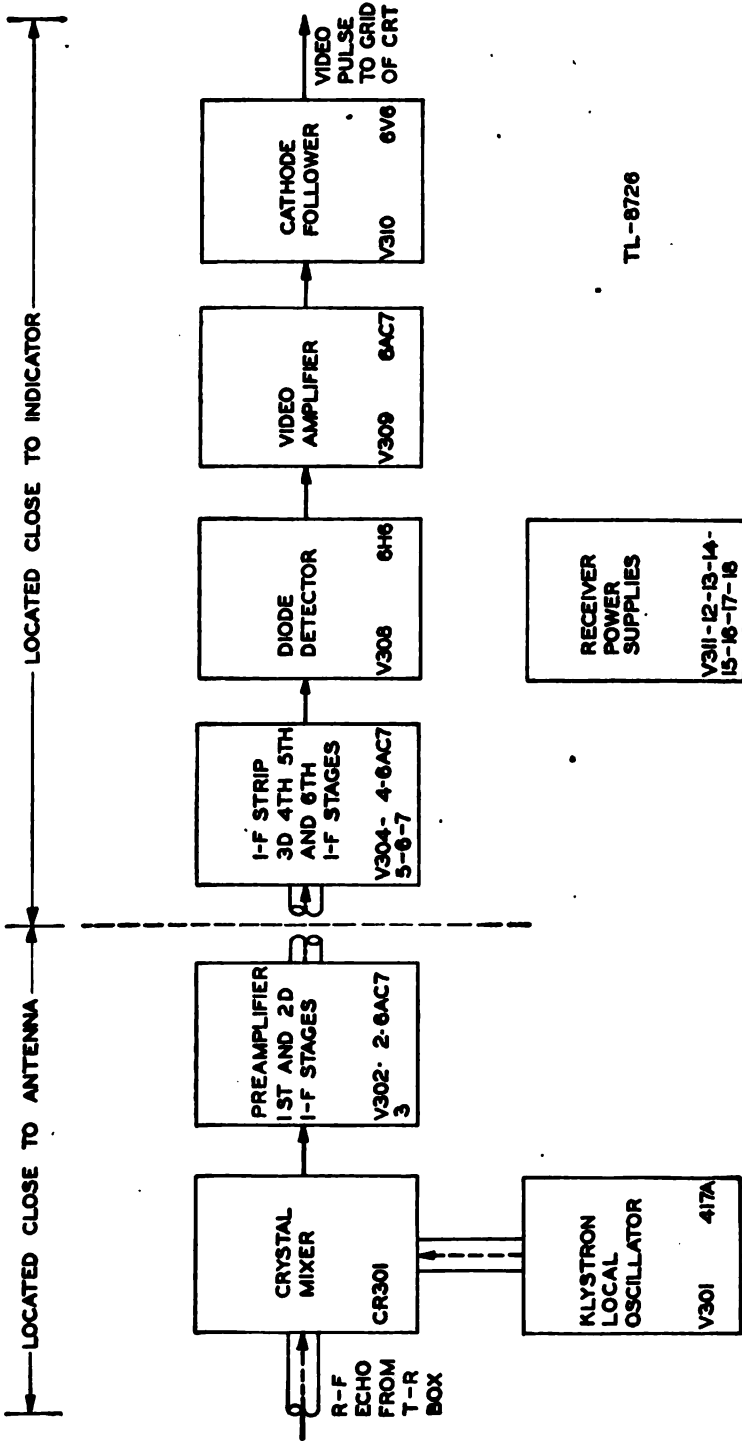 LOCATED CLOSE TO ANTENNA
LOCATED CLOSE TO INDICATOR
R-F
ECHO
FROM
T-R
BOX
CRYSTAL
MIXER
CR301
KLYSTRON
LOCAL
OSCILLATOR
V301 417A
PREAMPLIFIER
1ST AND 2D
I-F STAGES
V302- 2-6AC7
3
I-F STRIP
3D 4TH 5TH
AND 6TH
I-F STAGES
V304- 4-6AC7
5-6-7
DIODE
DETECTOR
V308 6H6
VIDEO
AMPLIFIER
V309 6AC7
CATHODE
FOLLOWER
V310 6V6
VIDEO
PULSE
TO GRID
OF CRT
RECEIVER
POWER
SUPPLIES
V311-12-13-14-
15-16-17-18
TL-8726